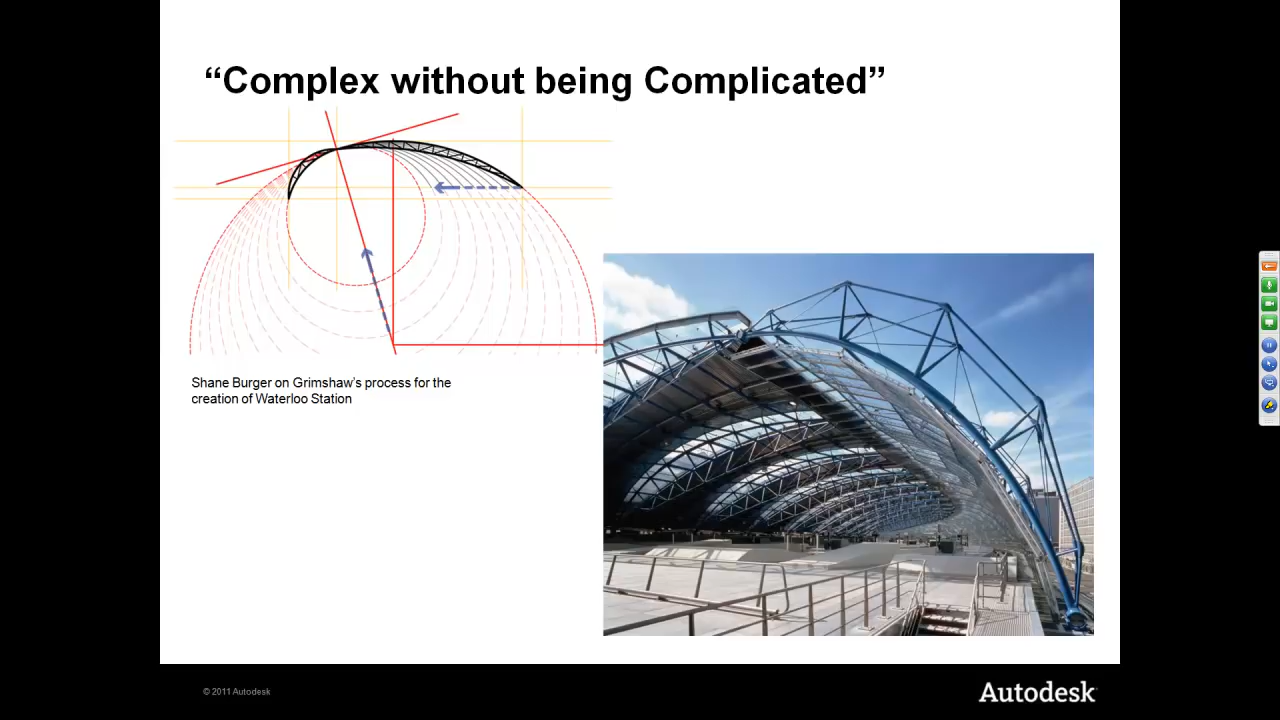 “Complex without being Complicated”
Shane Burger on Grimshaw’s process for the
creation of Waterloo Station
© 2011 Autodesk
Autodesk